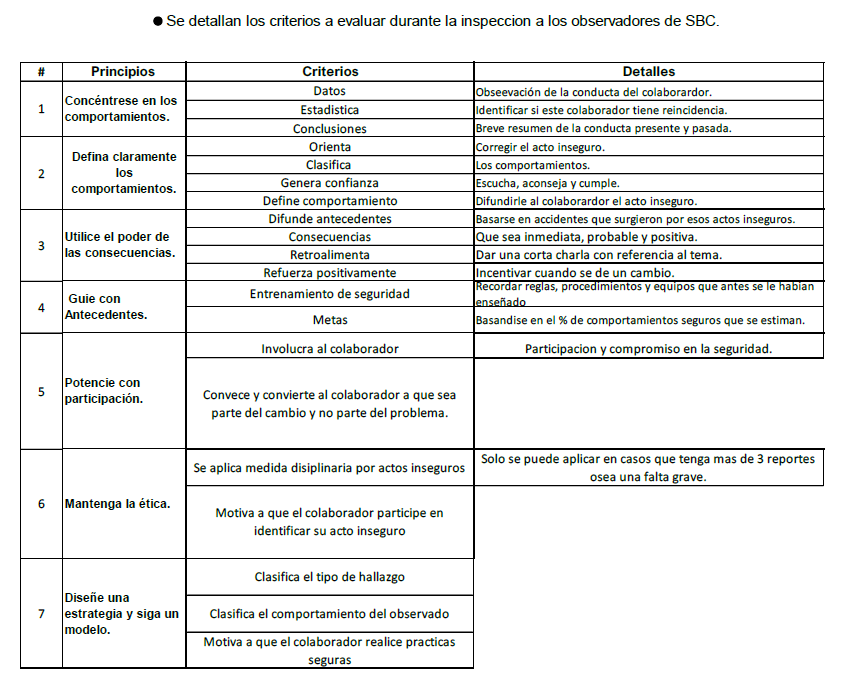 ● Se detallan los criterios a evaluar durante la inspeccion a los observadores de SBC.
# Principios Criterios Detalles
1 Concéntrese en los
comportamientos.
Datos Obseevación de la conducta del colaborardor.
Estadistica Identificar si este colaborador tiene reincidencia.
Conclusiones Breve resumen de la conducta presente y pasada.
2 Defina claramente
los
comportamientos.
Orienta Corregir el acto inseguro.
Clasifica Los comportamientos.
Genera confianza Escucha, aconseja y cumple.
Define comportamiento Difundirle al colaborardor el acto inseguro.
3 Utilice el poder de
las consecuencias.
Difunde antecedentes Basarse en accidentes que surgieron por esos actos inseguros.
Consecuencias Que sea inmediata, probable y positiva.
Retroalimenta Dar una corta charla con referencia al tema.
Refuerza positivamente Incentivar cuando se de un cambio.
4 Guie con
Antecedentes.
Entrenamiento de seguridad Recordar reglas, procedimientos y equipos que antes se le habian
enseñado
Metas Basandise en el % de comportamientos seguros que se estiman.
5 Potencie con
participación.
Involucra al colaborador Participacion y compromiso en la seguridad.
Convece y convierte al colaborador a que sea
parte del cambio y no parte del problema.
6 Mantenga la ética.
Se aplica medida disiplinaria por actos inseguros Solo se puede aplicar en casos que tenga mas de 3 reportes
osea una falta grave.
Motiva a que el colaborador participe en
identificar su acto inseguro
7 Diseñe una
estrategia y siga un
modelo.
Clasifica el tipo de hallazgo
Clasifica el comportamiento del observado
Motiva a que el colaborador realice practicas
seguras